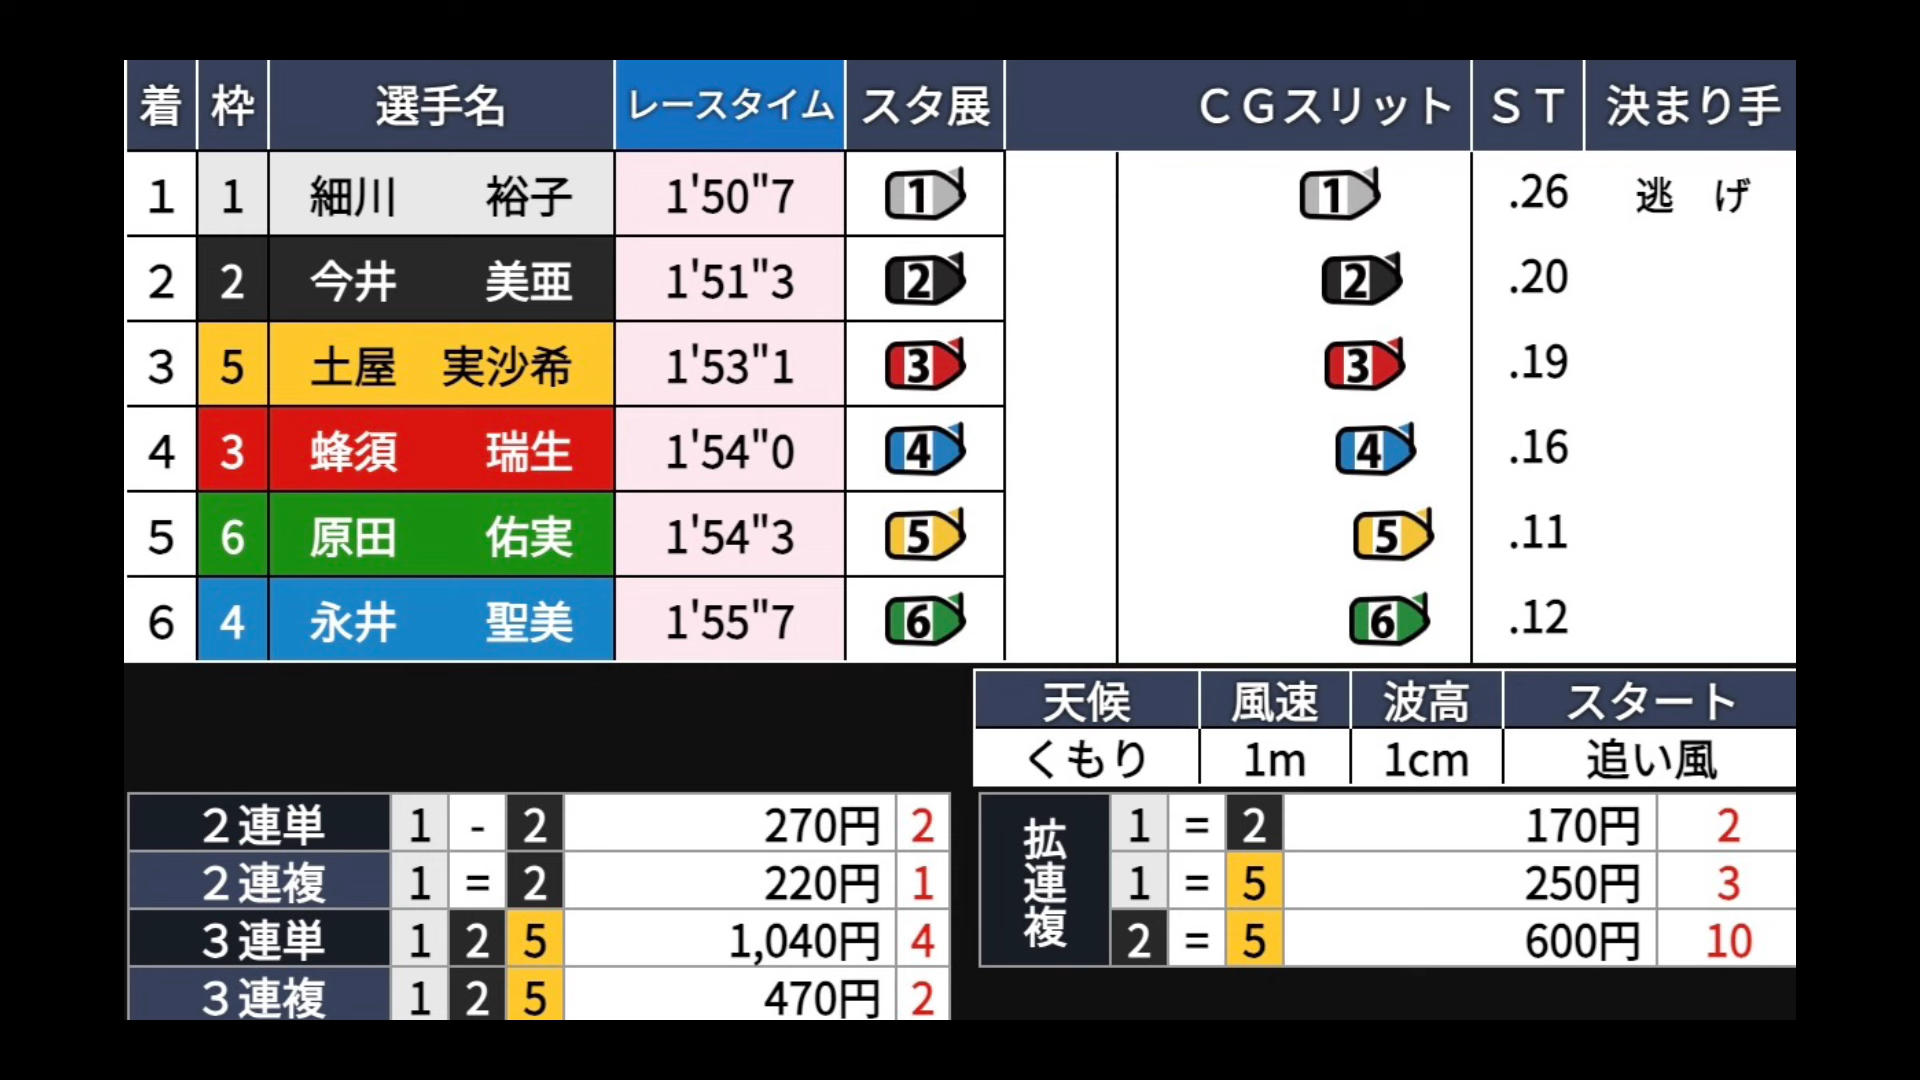 着 枠 選手名 レースタイム スタ展 ＣＧスリット ＳＴ 決まり手
1 1 細川 裕子 1'50"7 1 1 .26 逃 げ
2 2 今井 美亜 1'51"3 2 2 .20
3 5 土屋 実沙希 1'53"1 3 3 .19
4 3 蜂須 瑞生 1'54"0 4 4 .16
5 6 原田 佑実 1'54"3 5 5 .11
6 4 永井 聖美 1'55"7 6 6 .12
天候 風速 波高 スタート
くもり 1m 1cm 追い風
２連単 1 - 2 270円 2
２連複 1 = 2 220円 1
３連単 1 2 5 1,040円 4
３連複 1 2 5 470円 2
拡連複
1 = 2 170円 2
1 = 5 250円 3
2 = 5 600円 10